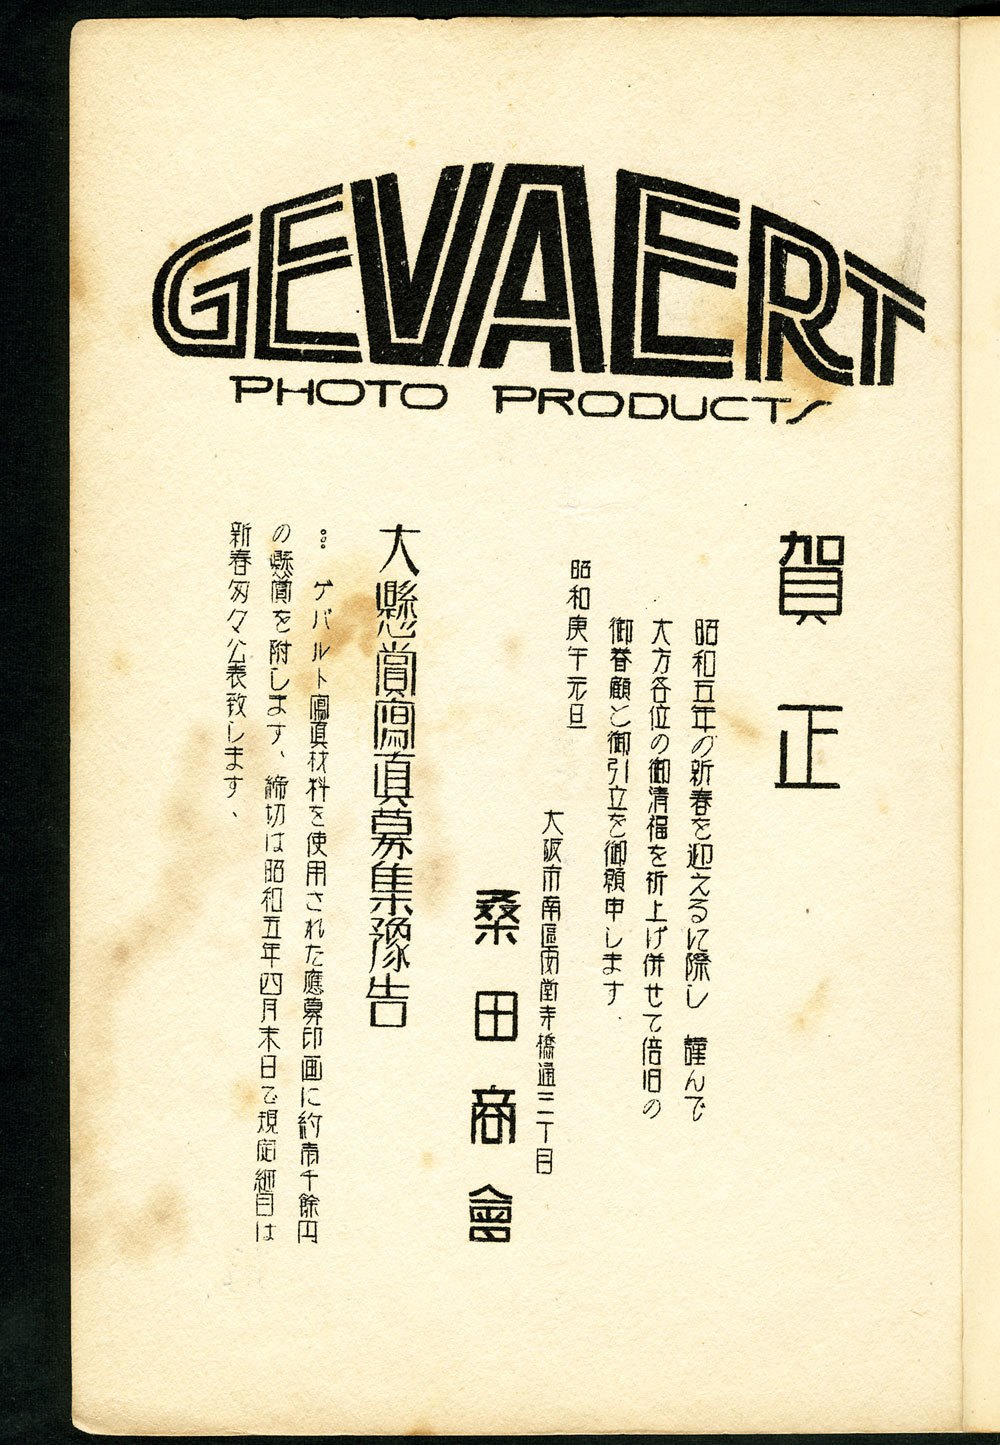 GEVAERT
PHOTO PRODUCTS
賀正
昭和五年の新春を迎えるに際し 謹んで
大方各位の御清福を祈上げ併せて倍旧の
御眷顧と御引立を御願申します.
昭和庚午元旦
大阪市南區安堂寺橋通三丁目
桑田商會
大懸賞寫眞募集豫告
… ゲバルト寫眞材料を使用された應募印画に約壱千餘円
の懸賞を附します、締切は昭和五年四月末日で規定細目は
新春匆々公表致します、